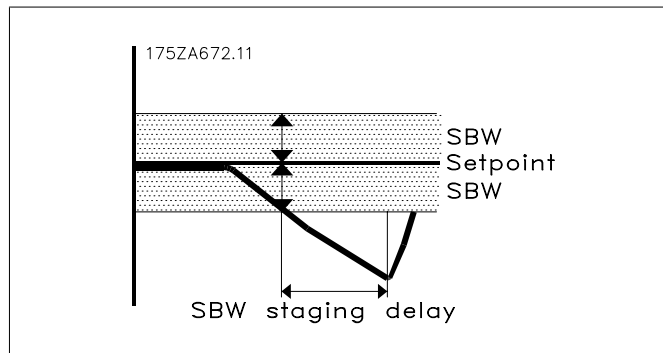 175ZA672.11
SBW
Setpoint
SBW
SBW staging delay